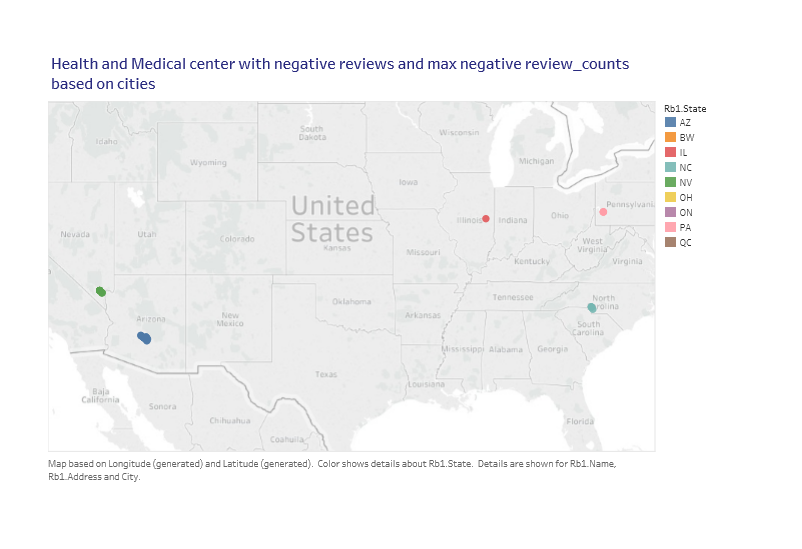 Health and Medical center with negative reviews and max negative review_counts
based on cities
Rb1.State
AZ
BW
IL
NC
NV
OH
ON
PA
QC
South
Dakota
Wisconsin
Idaho
Michigan
Wyoming
Iowa
Pennsylvania
United
States
Nevada
Utah
Colorado
Kansas
Illinois
Indiana
Ohio
Missouri
West
Virginia
Virginia
Kentucky
Tennessee
North
Carolina
Arizona
New
Mexico
Oklahoma
Arkansas
South
Carolina
Mississippi
Alabama
Georgia
Texas
Louisiana
Baja
California
Sonora
Chihuahua
Coahuila
Florida
Map based on Longitude (generated) and Latitude (generated). Color shows details about Rb1.State. Details are shown for Rb1.Name,
Rb1.Address and City.